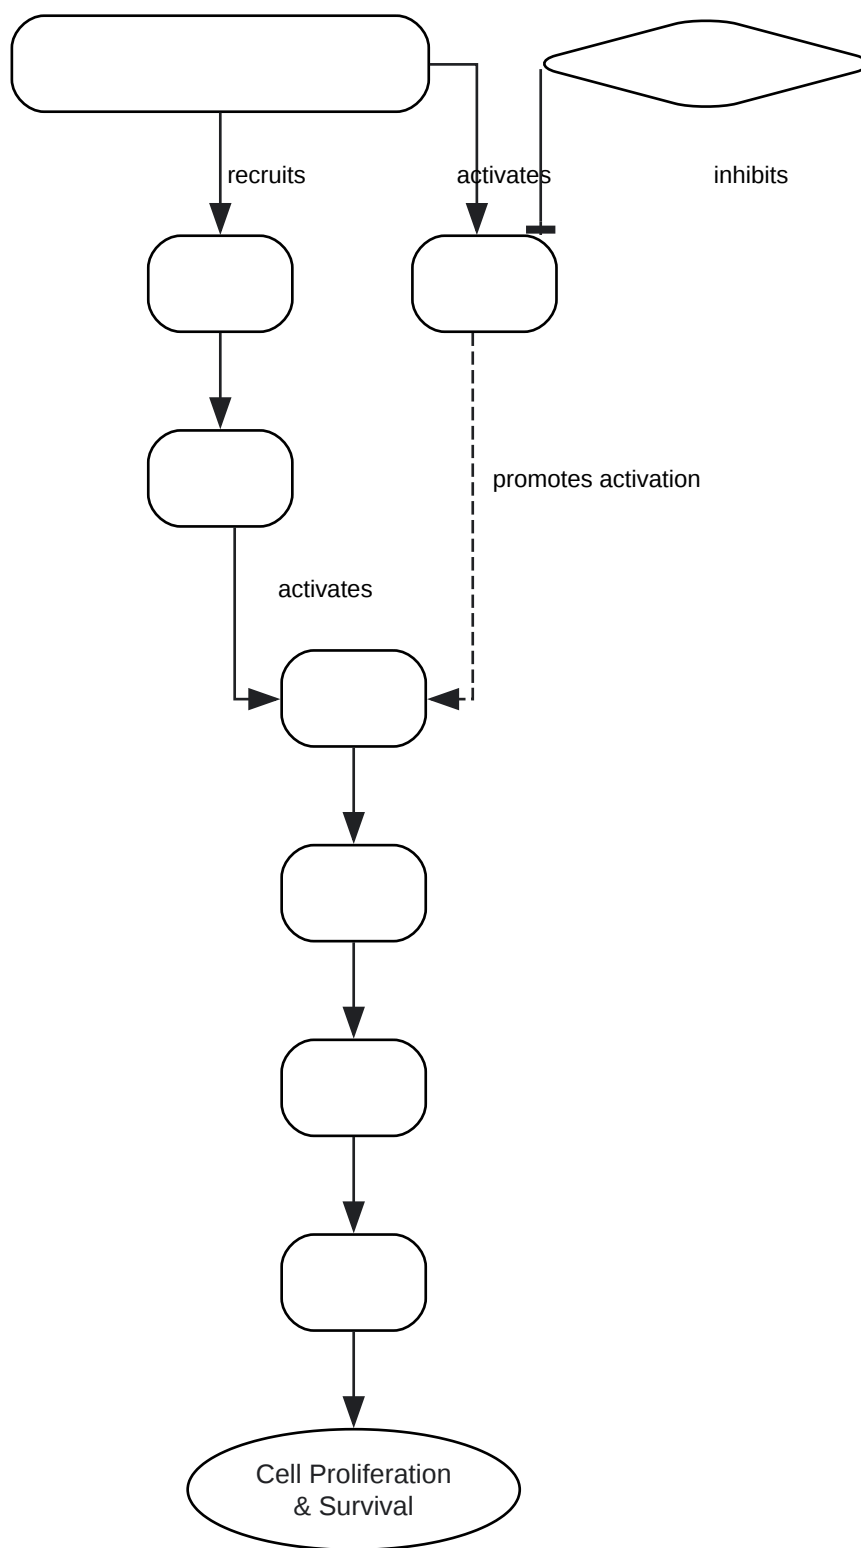 recruits
activates
inhibits
promotes activation
activates
Cell Proliferation
& Survival